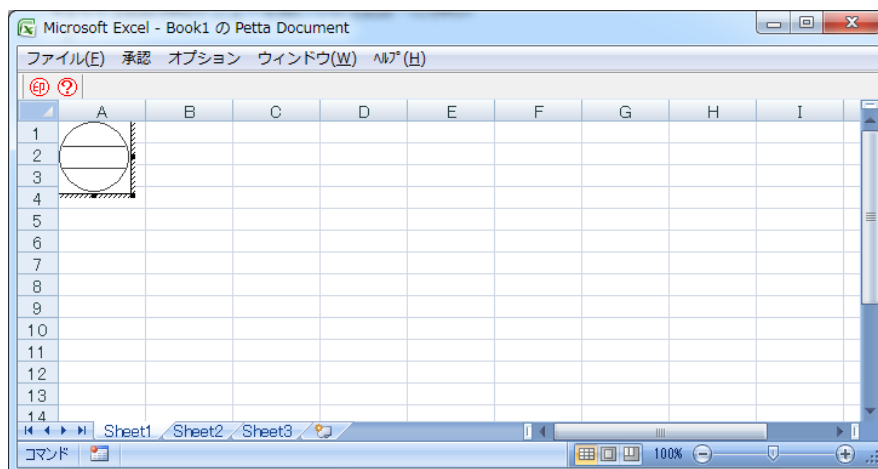 Microsoft Excel - Book1 の Petta Document
ファイル(F) 承認 オプション ウィンドウ(W) ﾍﾙﾌﾟ(H)
印 ?
A B C D E F G H I
1
2
3
4
5
6
7
8
9
10
11
12
13
14
Sheet1 Sheet2 Sheet3
コマンド 100%